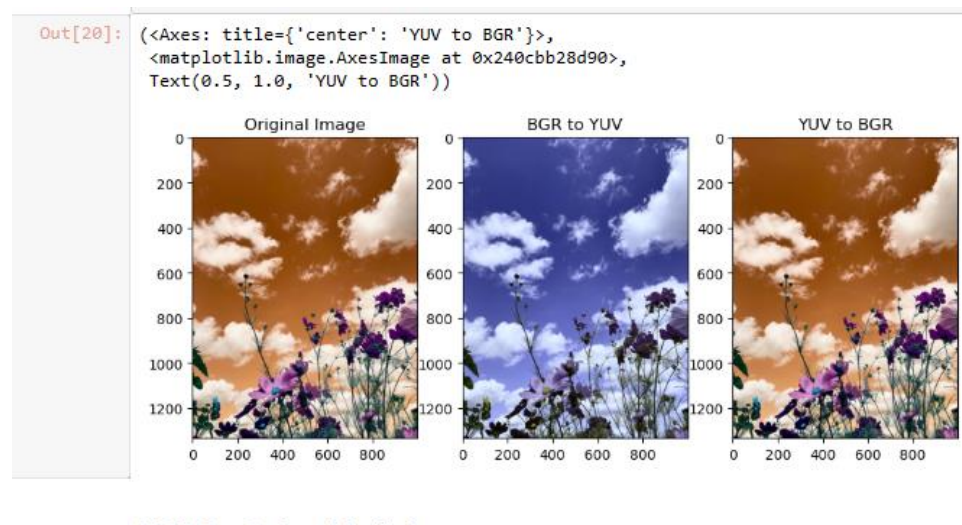 Out[20]: (<Axes: title={'center': 'YUV to BGR'}>,
<matplotlib.image.AxesImage at 0x240cbb28d90>,
Text(0.5, 1.0, 'YUV to BGR'))
Original Image BGR to YUV YUV to BGR
0 0 0
200 200 200
400 400 400
600 600 600
800 800 800
1000 1000 1000
1200 1200 1200
0 200 400 600 800 0 200 400 600 800 0 200 400 600 800